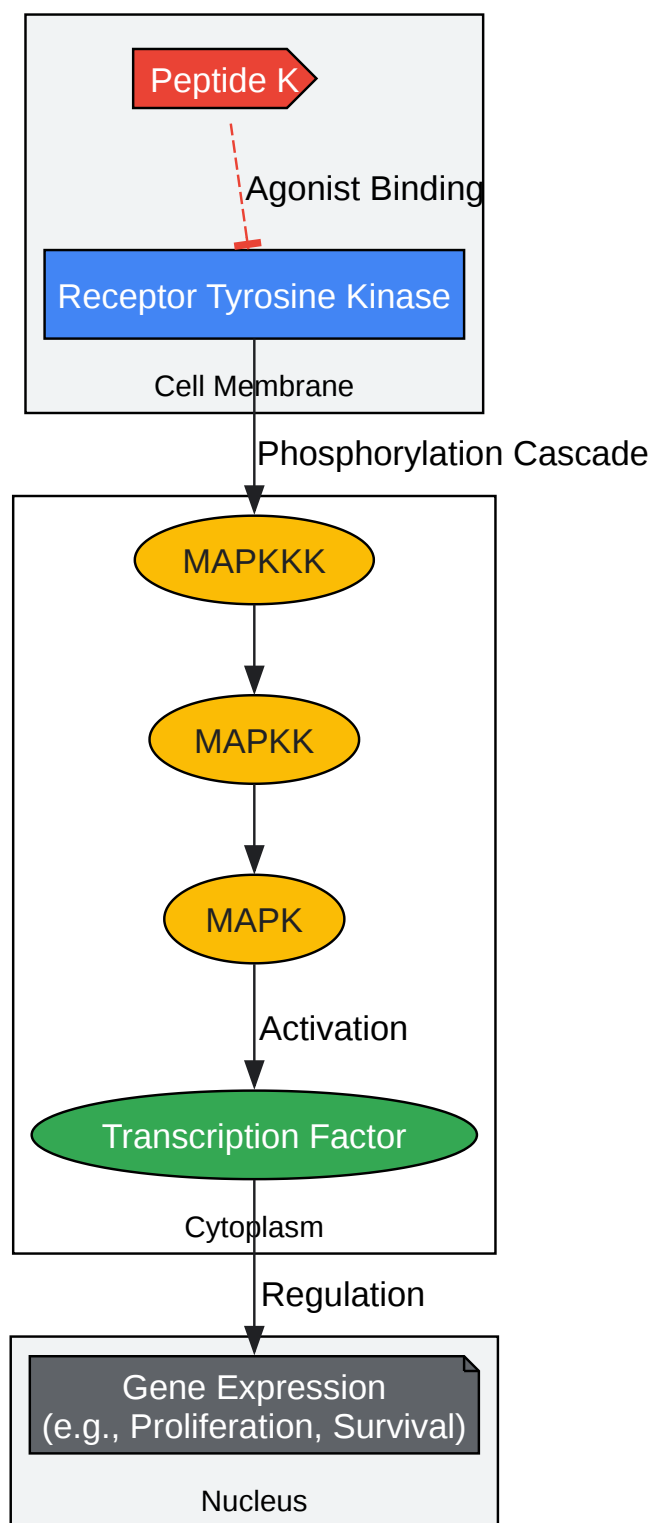 Peptide K
Agonist Binding
Receptor Tyrosine Kinase
Cell Membrane
Phosphorylation Cascade
MAPKKK
MAPKK
MAPK
Activation
Transcription Factor
Cytoplasm
Regulation
Gene Expression
(e.g., Proliferation, Survival)
Nucleus